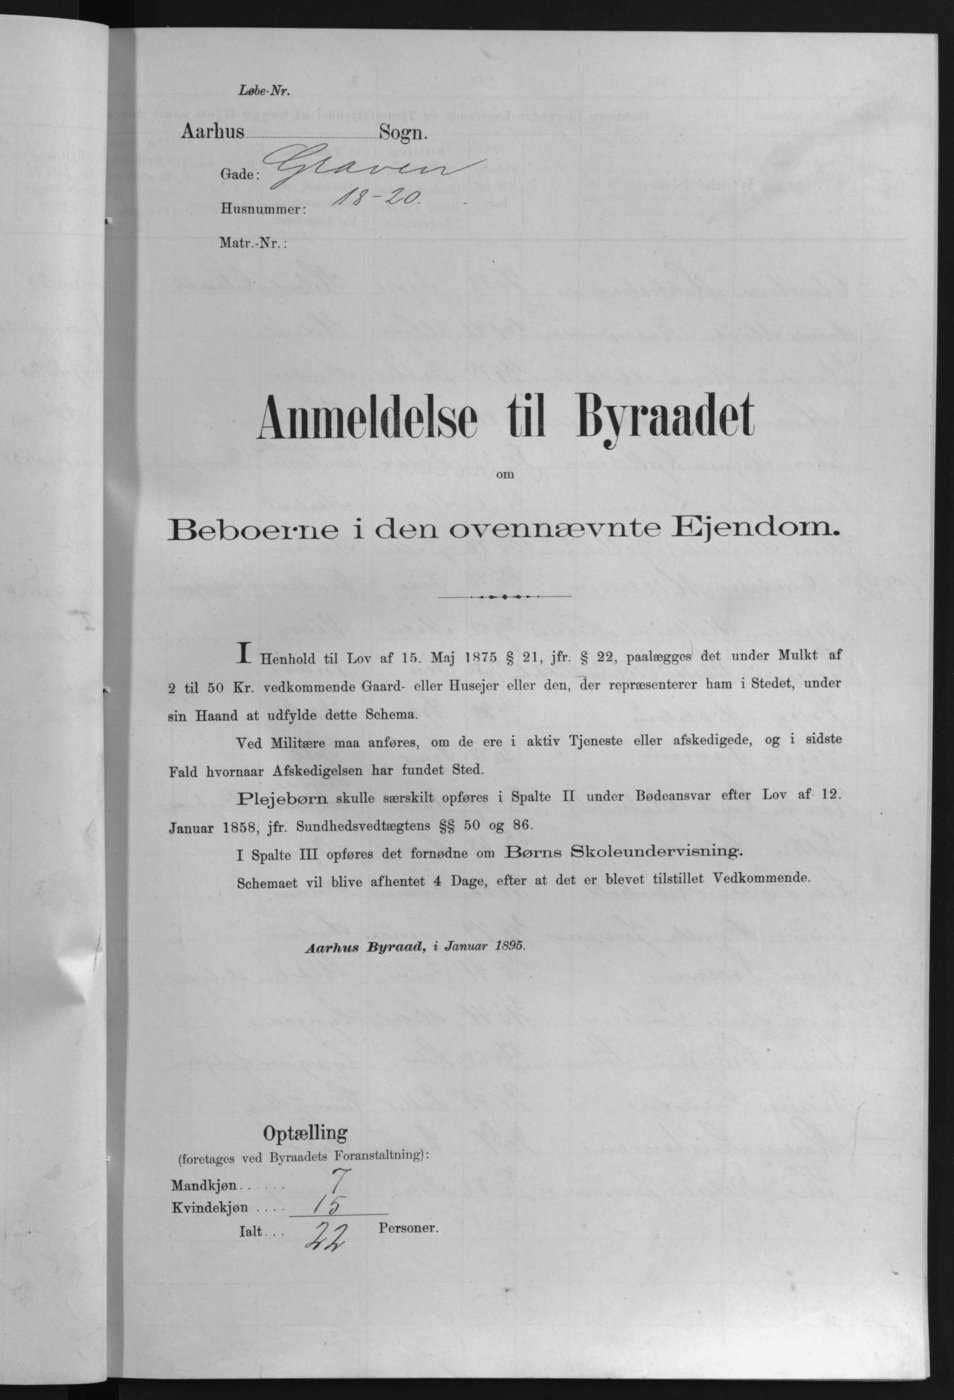 Løbe-Nr.
Aarhus Sogn.
Gade: Graven
Husnummer: 18-20.
Matr.-Nr.:
Anmeldelse til Byraadet
om
Beboerne i den ovennævnte Ejendom.
I Henhold til Lov af 15. Maj 1875 § 21, jfr. § 22, paalægges det under Mulkt af
2 til 50 Kr. vedkommende Gaard- eller Husejer eller den, der repræsenterer ham i Stedet, under
sin Haand at udfylde dette Schema.
Ved Militære maa anføres, om de ere i aktiv Tjeneste eller afskedigede, og i sidste
Fald hvornaar Afskedigelsen har fundet Sted.
Plejebørn skulle særskilt opføres i Spalte II under Bødeansvar efter Lov af 12.
Januar 1858, jfr. Sundhedsvedtægtens §§ 50 og 86.
I Spalte III opføres det fornødne om Børns Skoleundervisning.
Schemaet vil blive afhentet 4 Dage, efter at det er blevet tilstillet Vedkommende.
Aarhus Byraad, i Januar 1895.
Optælling
(foretages ved Byraadets Foranstaltning):
Mandkjøn...... 7
Kvindekjøn .... 15
Ialt... 22 Personer.